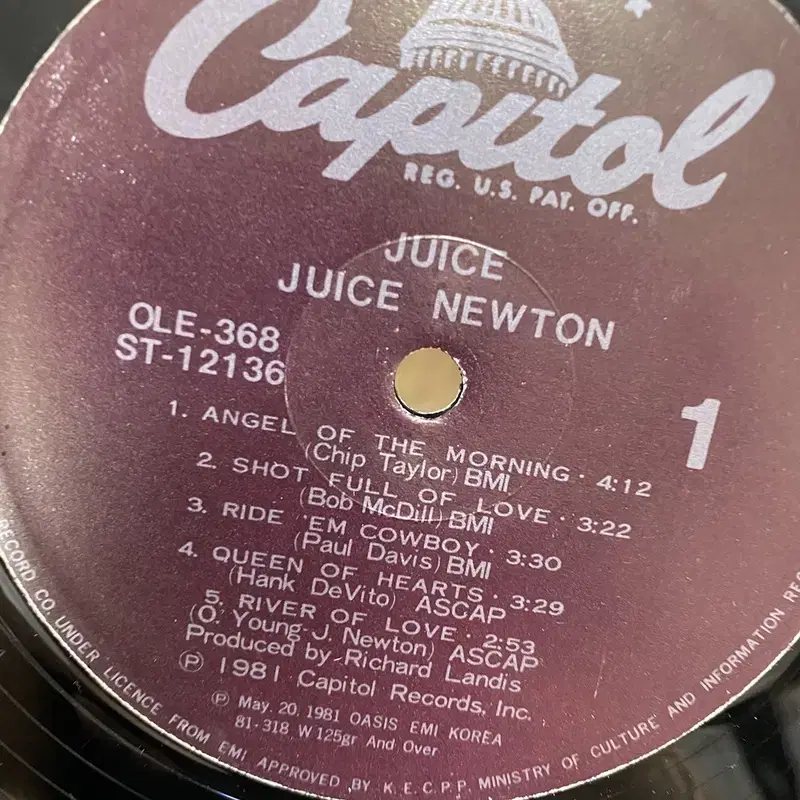 Capitol
REG. U.S. PAT. OFF.
JUICE
JUICE NEWTON
OLE-368
ST-12136
1
1. ANGEL OF THE MORNING · 4:12
(Chip Taylor) BMI
2. SHOT FULL OF LOVE · 3:22
(Bob McDill) BMI
3. RIDE 'EM COWBOY · 3:30
(Paul Davis) BMI
4. QUEEN OF HEARTS · 3:29
(Hank DeVito) ASCAP
5. RIVER OF LOVE · 2:53
(O. Young-J. Newton) ASCAP
Produced by-Richard Landis
Ⓟ 1981 Capitol Records, Inc.
Ⓟ May. 20, 1981 OASIS EMI KOREA
81-318 W 125gr And Over
RECORD CO. UNDER LICENCE FROM EMI APPROVED BY K.E.C.P.P. MINISTRY OF CULTURE AND INFORMATION